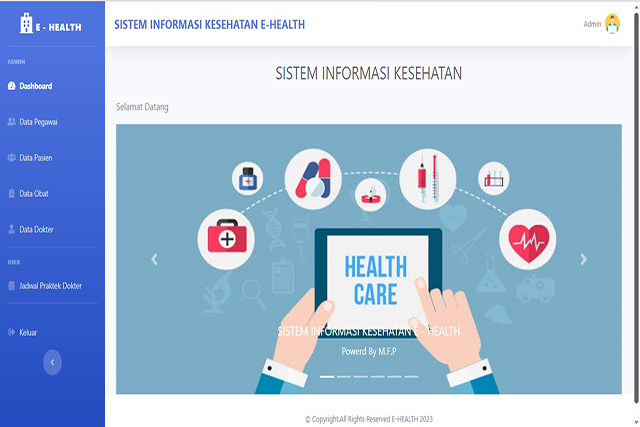 E - HEALTH
ADMIN
Dashboard
Data Pegawai
Data Pasien
Data Obat
Data Dokter
USER
Jadwal Praktek Dokter
Keluar
SISTEM INFORMASI KESEHATAN E-HEALTH
Admin
SISTEM INFORMASI KESEHATAN
Selamat Datang
HEALTH
CARE
SISTEM INFORMASI KESEHATAN E - HEALTH
Powerd By M.F.P
© Copyright.All Rights Reserved E-HEALTH 2023